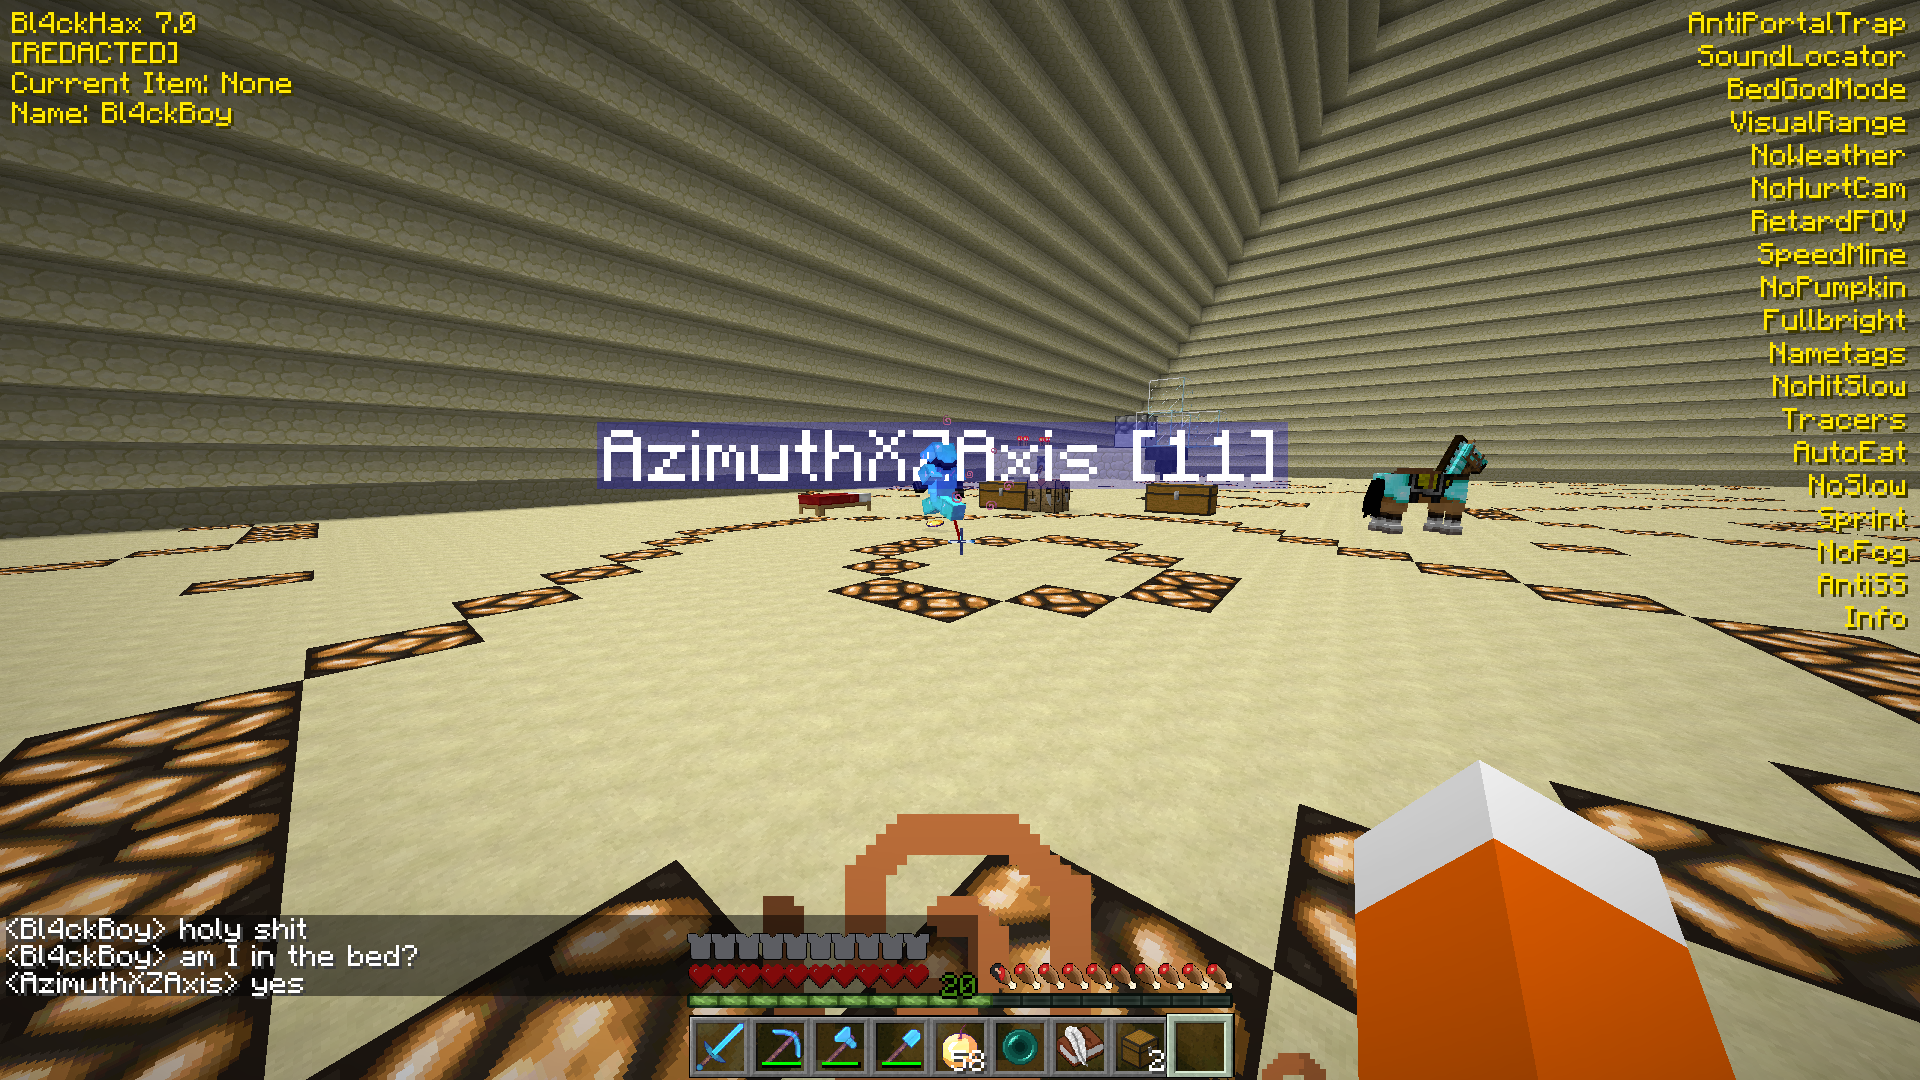 Bl4ckHax 7.0
[REDACTED]
Current Item: None
Name: Bl4ckBoy
AntiPortalTrap
SoundLocator
BedGodMode
VisualRange
NoWeather
NoHurtCam
RetardFOV
SpeedMine
NoPumpkin
Fullbright
Nametags
NoHitSlow
Tracers
AutoEat
NoSlow
Sprint
NoFog
AntiSS
Info
AzimuthXZAxis [11]
<Bl4ckBoy> holy shit
<Bl4ckBoy> am I in the bed?
<AzimuthXZAxis> yes
20
58
2